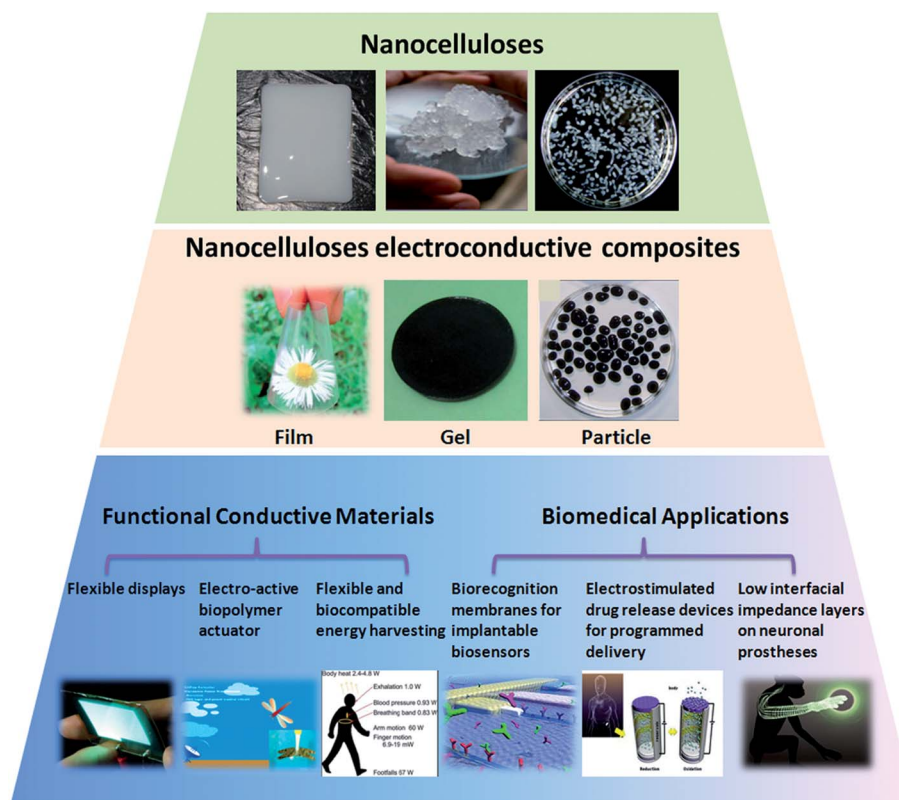 Nanocelluloses
Nanocelluloses electroconductive composites
Film
Gel
Particle
Functional Conductive Materials
Biomedical Applications
Flexible displays
Electro-active
biopolymer
actuator
Flexible and
biocompatible
energy harvesting
Biorecognition
membranes for
implantable
biosensors
Electrostimulated
drug release devices
for programmed
delivery
Low interfacial
impedance layers
on neuronal
prostheses
Body heat 2.4-4.8 W
Exhalation 1.0 W
Blood pressure 0.93 W
Breathing band 0.83 W
Arm motion 60 W
Finger motion
6.9-19 mW
Footfalls 67 W
body
Reduction
Oxidation